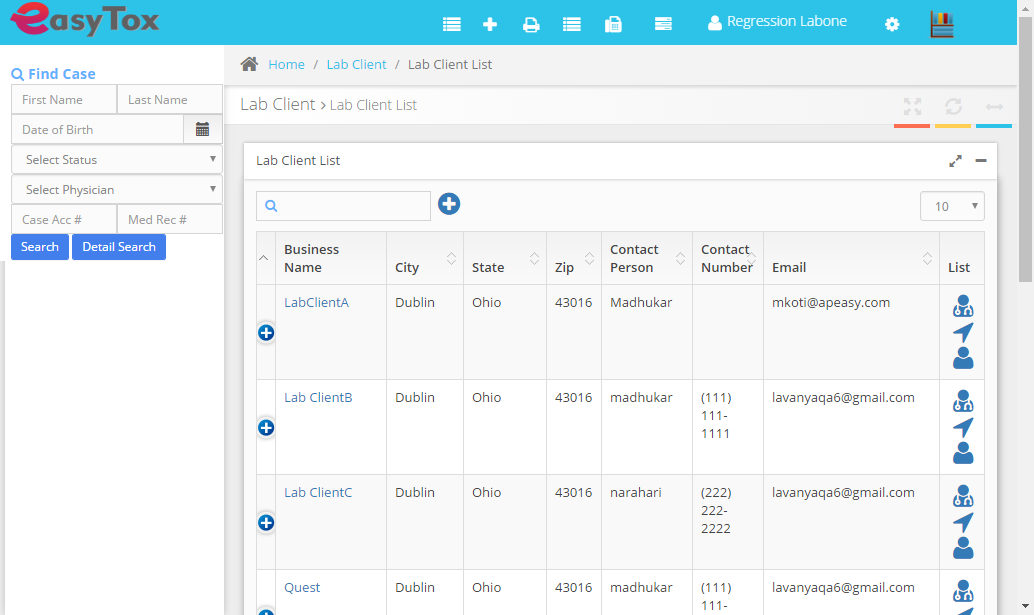 easyTox
Regression Labone
Find Case
First Name
Last Name
Date of Birth
Select Status
Select Physician
Case Acc #
Med Rec #
Search
Detail Search
Home / Lab Client / Lab Client List
Lab Client > Lab Client List
Lab Client List
10
Business Name
City
State
Zip
Contact Person
Contact Number
Email
List
LabClientA Dublin Ohio 43016 Madhukar mkoti@apeasy.com
Lab ClientB Dublin Ohio 43016 madhukar (111) lavanyaqa6@gmail.com
111-
1111
Lab ClientC Dublin Ohio 43016 narahari (222) lavanyaqa6@gmail.com
222-
2222
Quest Dublin Ohio 43016 madhukar (111) lavanyaqa6@gmail.com
111-